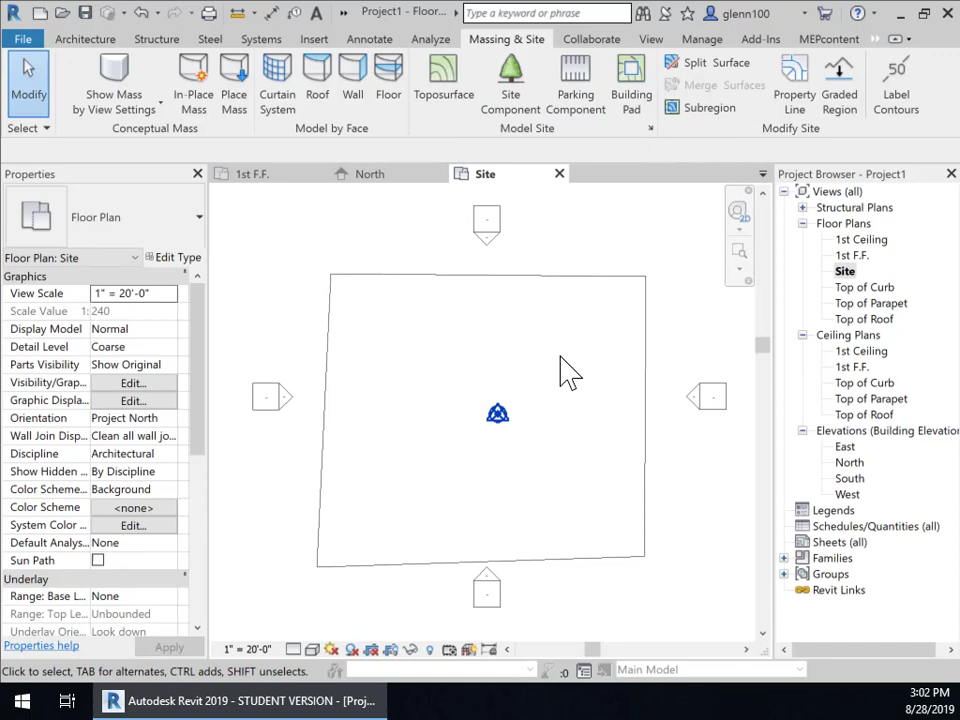 Project1 - Floor...
Type a keyword or phrase
glenn100
File Architecture Structure Steel Systems Insert Annotate Analyze Massing & Site Collaborate View Manage Add-Ins MEPcontent
Modify
Show Mass
by View Settings
In-Place
Mass
Place
Mass
Curtain
System
Roof
Wall
Floor
Toposurface
Site
Component
Parking
Component
Building
Pad
Split Surface
Merge Surfaces
Subregion
Property
Line
Graded
Region
50
Label
Contours
Select
Conceptual Mass
Model by Face
Model Site
Modify Site
Properties
1st F.F.
North
Site
Project Browser - Project1
Floor Plan
Floor Plan: Site
Edit Type
Graphics
View Scale 1" = 20'-0"
Scale Value 1: 240
Display Model Normal
Detail Level Coarse
Parts Visibility Show Original
Visibility/Grap... Edit...
Graphic Displa... Edit...
Orientation Project North
Wall Join Disp... Clean all wall jo...
Discipline Architectural
Show Hidden ... By Discipline
Color Scheme... Background
Color Scheme <none>
System Color ... Edit...
Default Analys... None
Sun Path
Underlay
Range: Base L... None
Range: Top Le... Unbounded
Underlay Orie... Look down
Properties help
Apply
2D
Views (all)
Structural Plans
Floor Plans
1st Ceiling
1st F.F.
Site
Top of Curb
Top of Parapet
Top of Roof
Ceiling Plans
1st Ceiling
1st F.F.
Top of Curb
Top of Parapet
Top of Roof
Elevations (Building Elevation
East
North
South
West
Legends
Schedules/Quantities (all)
Sheets (all)
Families
Groups
Revit Links
1" = 20'-0"
Click to select, TAB for alternates, CTRL adds, SHIFT unselects.
:0
Main Model
Autodesk Revit 2019 - STUDENT VERSION - [Proj...
3:02 PM
8/28/2019